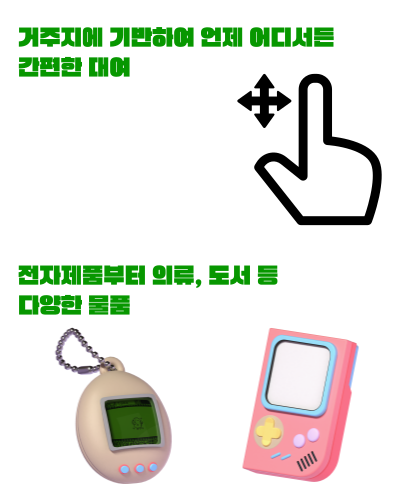 거주지에 기반하여 언제 어디서든
간편한 대여
전자제품부터 의류, 도서 등
다양한 물품